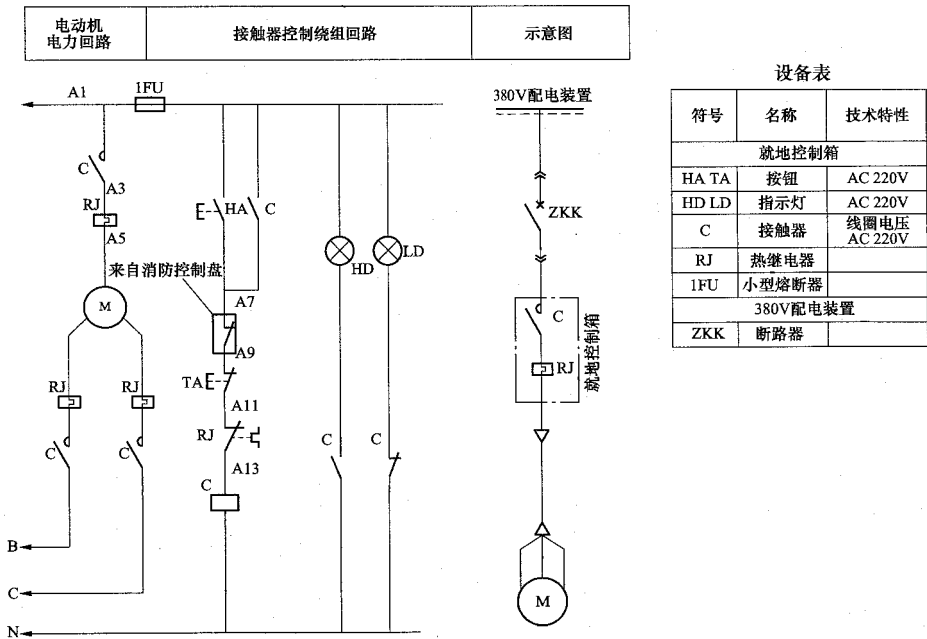 电动机
电力回路
接触器控制绕组回路
示意图
A1
1FU
C
A3
RJ
A5
M
RJ
RJ
C
C
B
C
N
HA
C
来自消防控制盘
A7
A9
TA
A11
RJ
A13
C
HD
LD
C
C
380V配电装置
ZKK
C
RJ
就地控制箱
M
设备表
符号 名称 技术特性
就地控制箱
HA TA 按钮 AC 220V
HD LD 指示灯 AC 220V
C 接触器 线圈电压
AC 220V
RJ 热继电器
1FU 小型熔断器
380V配电装置
ZKK 断路器